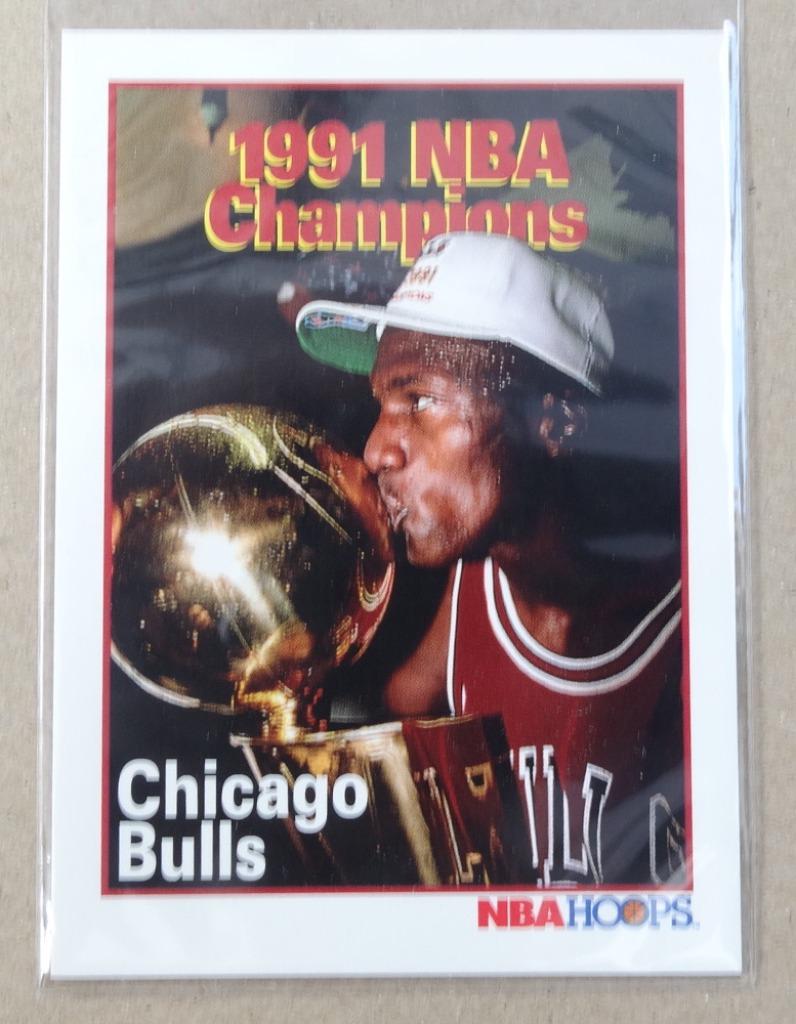 1991 NBA
Champions
Chicago
Bulls
NBA HOOPS